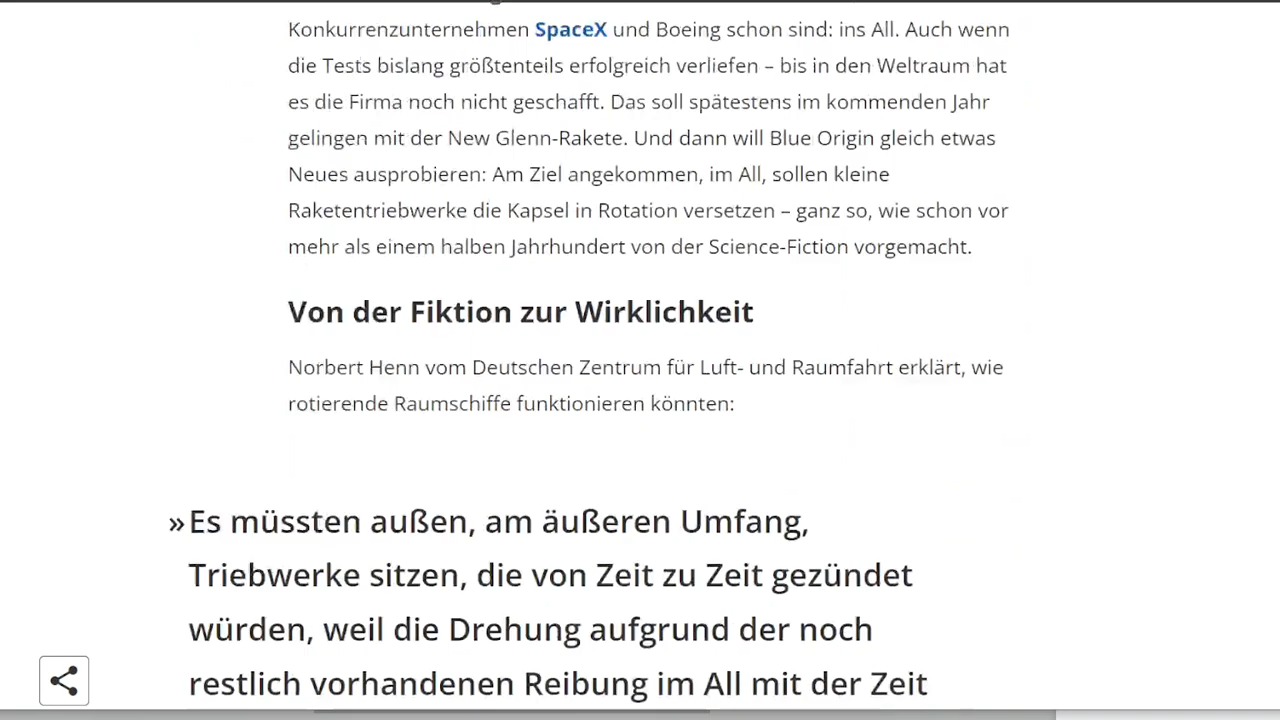 Konkurrenzunternehmen SpaceX und Boeing schon sind: ins All. Auch wenn
die Tests bislang größtenteils erfolgreich verliefen – bis in den Weltraum hat
es die Firma noch nicht geschafft. Das soll spätestens im kommenden Jahr
gelingen mit der New Glenn-Rakete. Und dann will Blue Origin gleich etwas
Neues ausprobieren: Am Ziel angekommen, im All, sollen kleine
Raketentriebwerke die Kapsel in Rotation versetzen – ganz so, wie schon vor
mehr als einem halben Jahrhundert von der Science-Fiction vorgemacht.
Von der Fiktion zur Wirklichkeit
Norbert Henn vom Deutschen Zentrum für Luft- und Raumfahrt erklärt, wie
rotierende Raumschiffe funktionieren könnten:
»Es müssten außen, am äußeren Umfang,
Triebwerke sitzen, die von Zeit zu Zeit gezündet
würden, weil die Drehung aufgrund der noch
restlich vorhandenen Reibung im All mit der Zeit